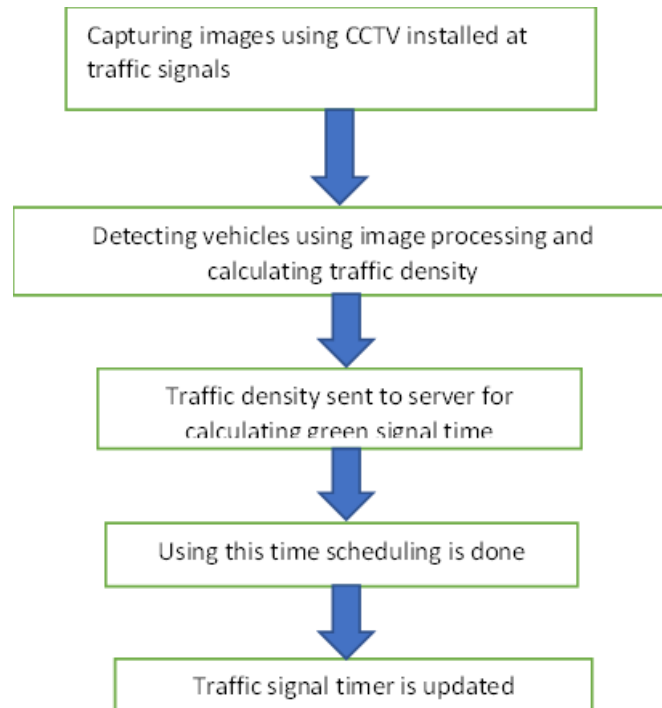 Capturing images using CCTV installed at
traffic signals
Detecting vehicles using image processing and
calculating traffic density
Traffic density sent to server for
calculating green signal time
Using this time scheduling is done
Traffic signal timer is updated